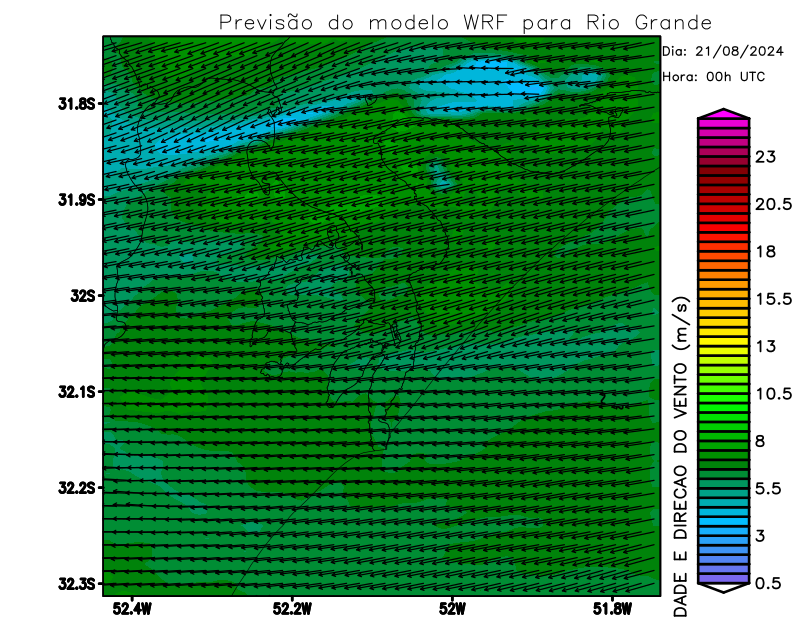 Previsão do modelo WRF para Rio Grande
Dia: 21/08/2024
Hora: 00h UTC
31.8S
31.9S
32S
32.1S
32.2S
32.3S
52.4W
52.2W
52W
51.8W
23
20.5
18
15.5
13
10.5
8
5.5
3
0.5
DADE E DIRECAO DO VENTO (m/s)